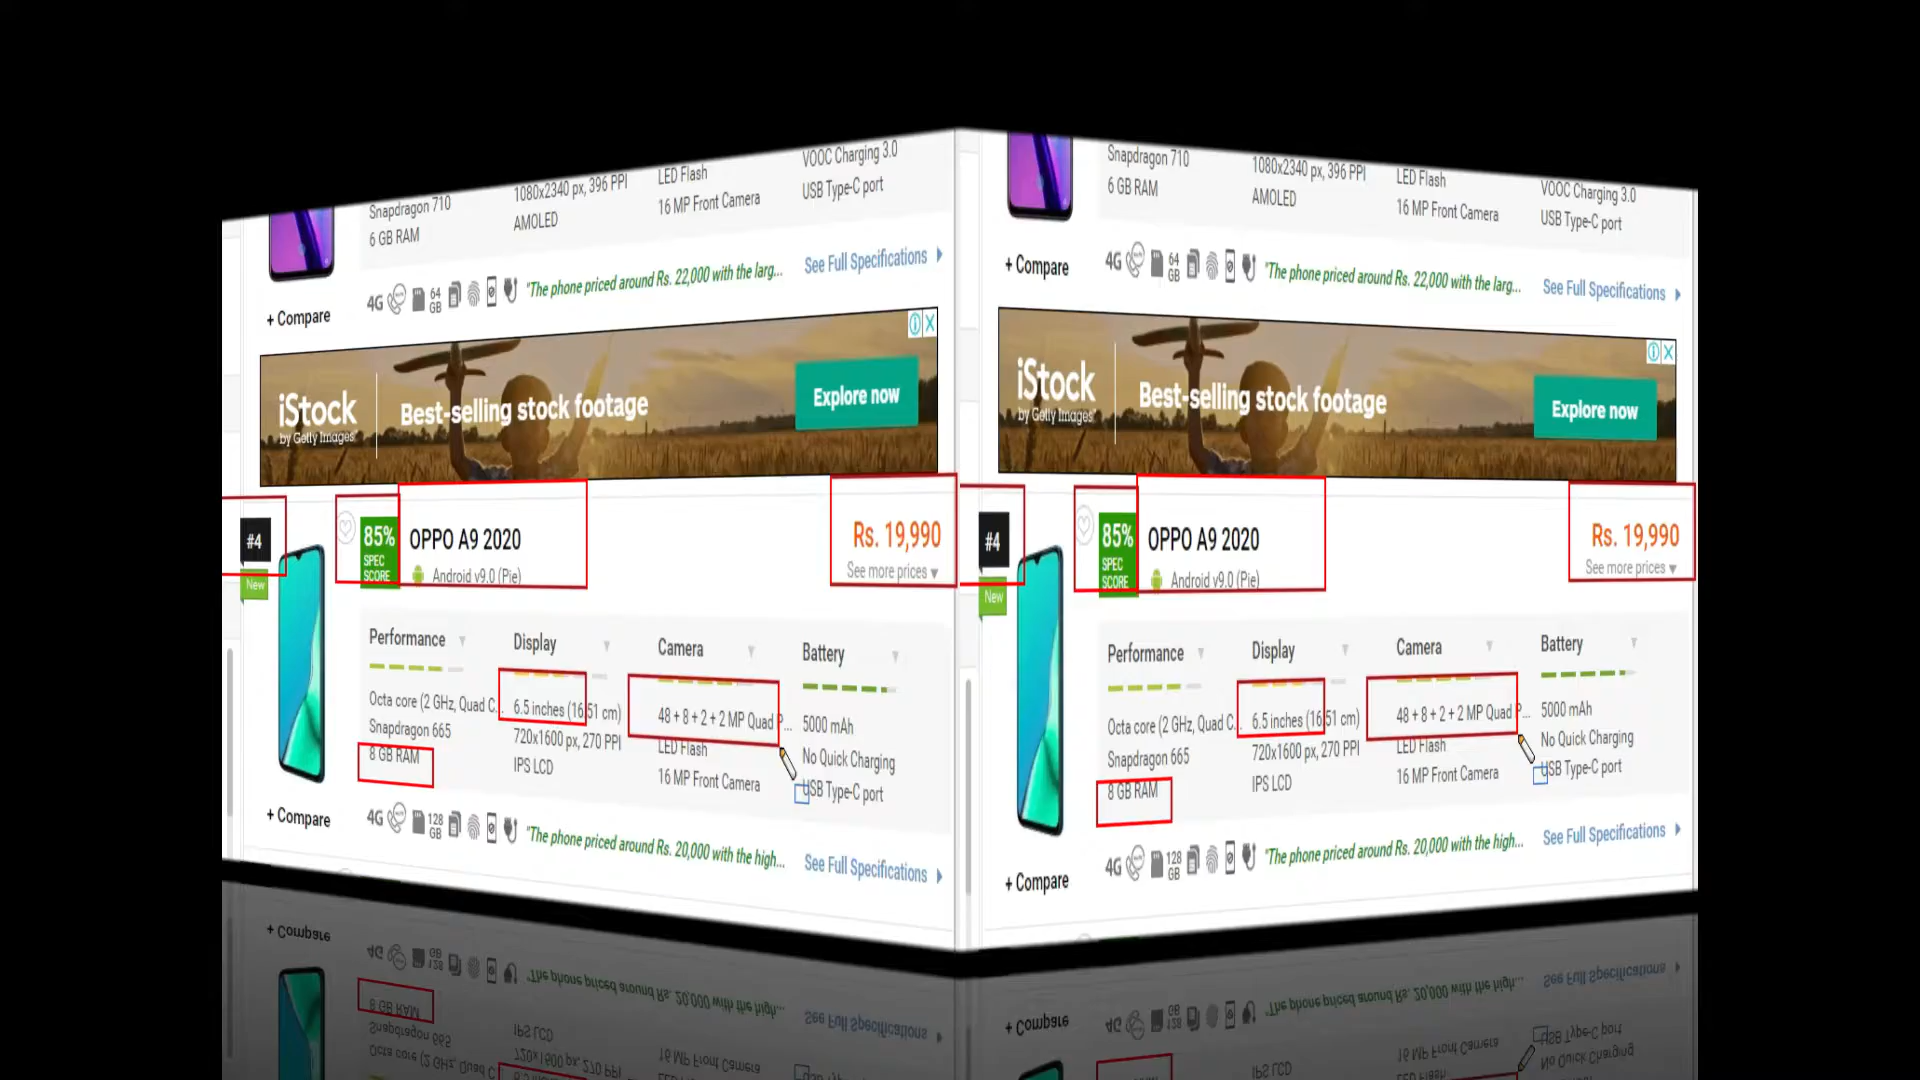 Snapdragon 710
6 GB RAM
1080x2340 px, 396 PPI
AMOLED
LED Flash
16 MP Front Camera
VOOC Charging 3.0
USB Type-C port
+ Compare
4G
64 GB
"The phone priced around Rs. 22,000 with the larg...
See Full Specifications
iStock
by Getty Images
Best-selling stock footage
Explore now
#4
New
85%
SPEC
SCORE
OPPO A9 2020
Android v9.0 (Pie)
Rs. 19,990
See more prices
Performance
Octa core (2 GHz, Quad C...
Snapdragon 665
8 GB RAM
Display
6.5 inches (16.51 cm)
720x1600 px, 270 PPI
IPS LCD
Camera
48 + 8 + 2 + 2 MP Quad P...
LED Flash
16 MP Front Camera
Battery
5000 mAh
No Quick Charging
USB Type-C port
+ Compare
4G
128 GB
"The phone priced around Rs. 20,000 with the high...
See Full Specifications
Snapdragon 710
6 GB RAM
1080x2340 px, 396 PPI
AMOLED
LED Flash
16 MP Front Camera
VOOC Charging 3.0
USB Type-C port
+ Compare
4G
64 GB
"The phone priced around Rs. 22,000 with the larg...
See Full Specifications
iStock
by Getty Images
Best-selling stock footage
Explore now
#4
New
85%
SPEC
SCORE
OPPO A9 2020
Android v9.0 (Pie)
Rs. 19,990
See more prices
Performance
Octa core (2 GHz, Quad C...
Snapdragon 665
8 GB RAM
Display
6.5 inches (16.51 cm)
720x1600 px, 270 PPI
IPS LCD
Camera
48 + 8 + 2 + 2 MP Quad P...
LED Flash
16 MP Front Camera
Battery
5000 mAh
No Quick Charging
USB Type-C port
+ Compare
4G
128 GB
"The phone priced around Rs. 20,000 with the high...
See Full Specifications